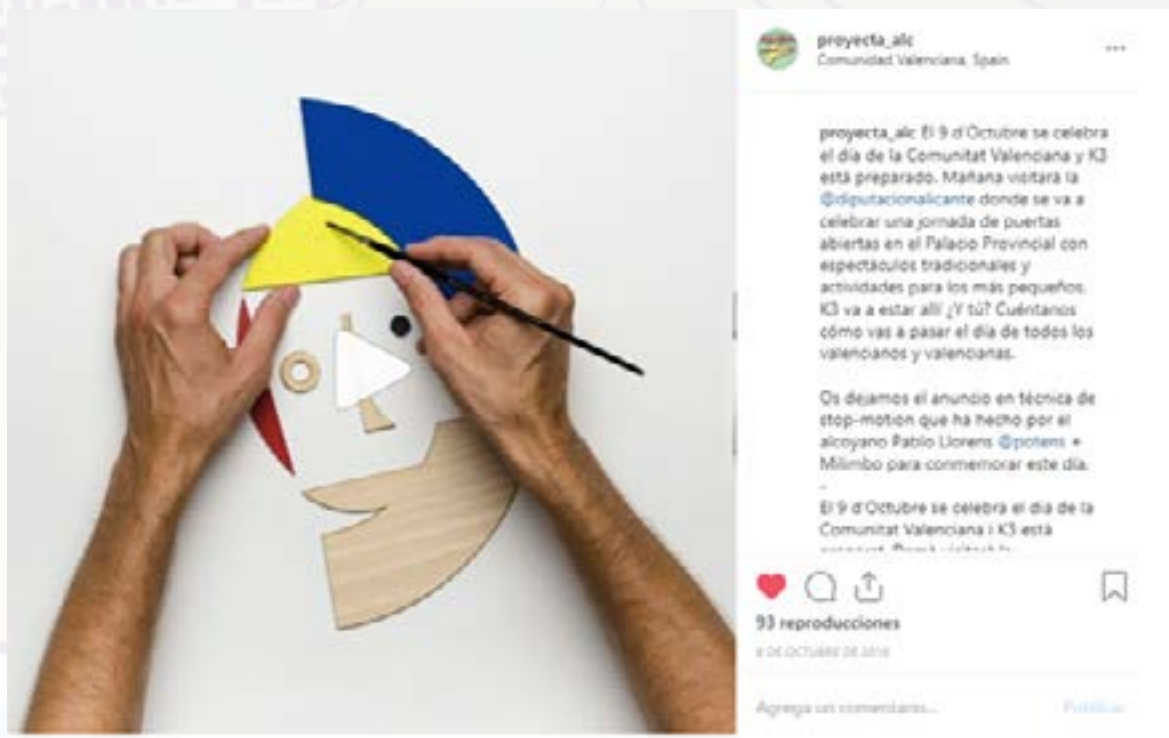 proyecta_alc
Comunidad Valenciana, Spain
proyecta_alc El 9 d'Octubre se celebra
el día de la Comunitat Valenciana y K3
está preparado. Mañana visitará la
@diputacionalicante donde se va a
celebrar una jornada de puertas
abiertas en el Palacio Provincial con
espectáculos tradicionales y
actividades para los más pequeños.
K3 va a estar allí ¿Y tú? Cuéntanos
cómo vas a pasar el día de todos los
valencianos y valencianas.
Os dejamos el anuncio en técnica de
stop-motion que ha hecho por el
alcoyano Pablo Llorens @potens +
Milimbo para conmemorar este día.
-
El 9 d'Octubre se celebra el dia de la
Comunitat Valenciana i K3 està
93 reproducciones
DE OCTUBRE DE
Agrega un comentario...
Publicar